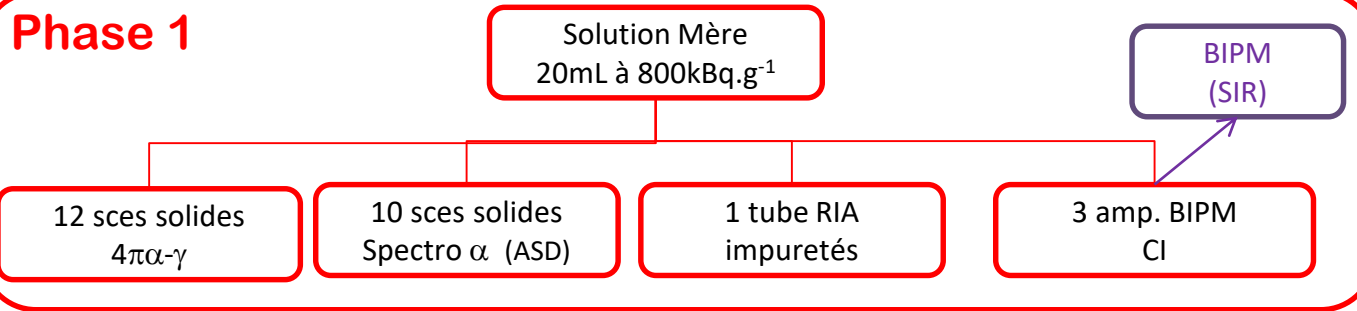 Phase 1
Solution Mère
20mL à 800kBq.g-1
BIPM
(SIR)
12 sces solides
4πα-γ
10 sces solides
Spectro α (ASD)
1 tube RIA
impuretés
3 amp. BIPM
CI